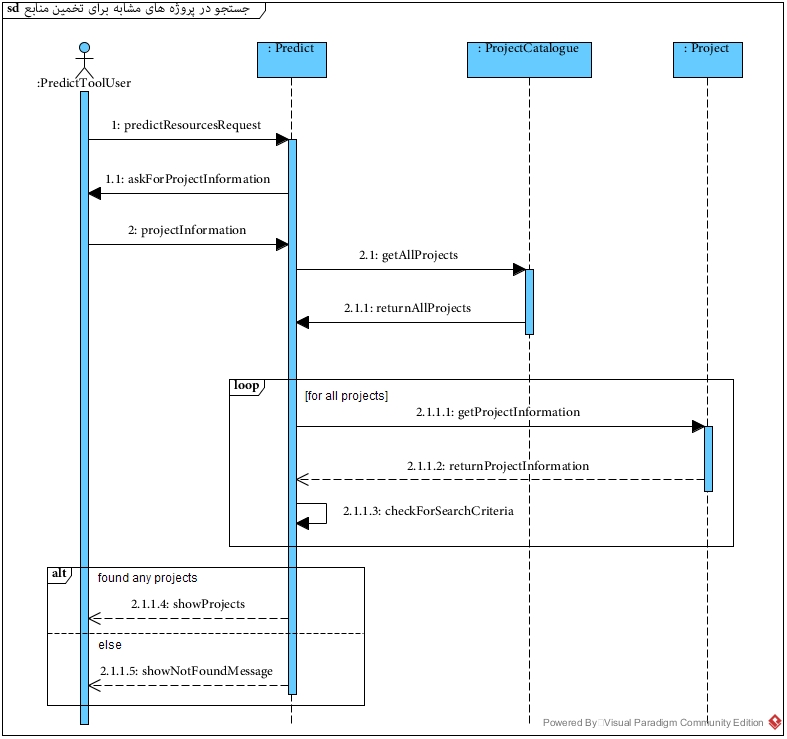 sd جستجو در پروژه های مشابه برای تخمین منابع
: Predict
: ProjectCatalogue
: Project
:PredictToolUser
1: predictResourcesRequest
1.1: askForProjectInformation
2: projectInformation
2.1: getAllProjects
2.1.1: returnAllProjects
loop
[for all projects]
2.1.1.1: getProjectInformation
2.1.1.2: returnProjectInformation
2.1.1.3: checkForSearchCriteria
alt
found any projects
2.1.1.4: showProjects
else
2.1.1.5: showNotFoundMessage
Powered By Visual Paradigm Community Edition